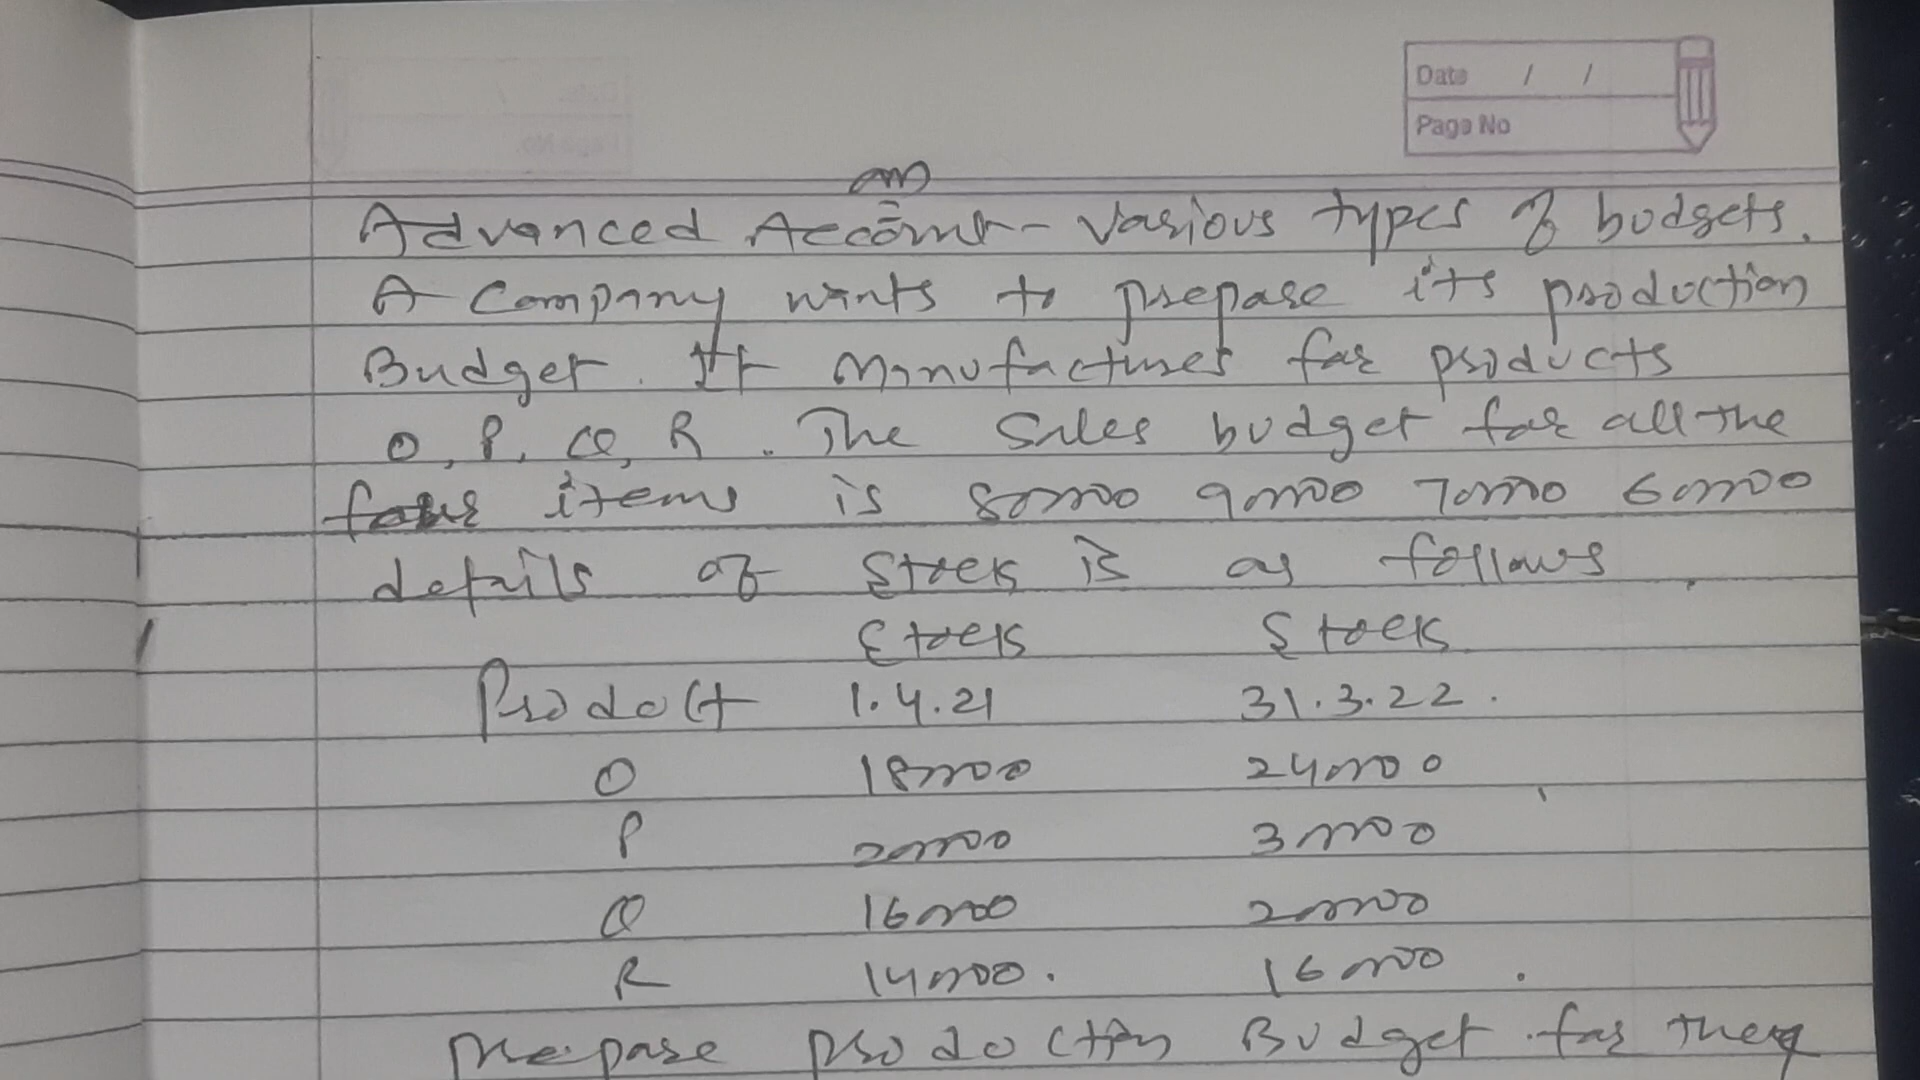 Date / /
Page No
Advanced Account - Various types of budgets.
A Company wants to prepare its production
Budget. It Manufactures for products
O, P, Q, R. The Sales budget for all the
four items is 80000 90000 70000 60000
details of Stock is as follows
Stock Stock
Product 1.4.21 31.3.22.
O 18000 24000
P 20000 30000
Q 16000 20000
R 14000. 16000.
Prepare production Budget for